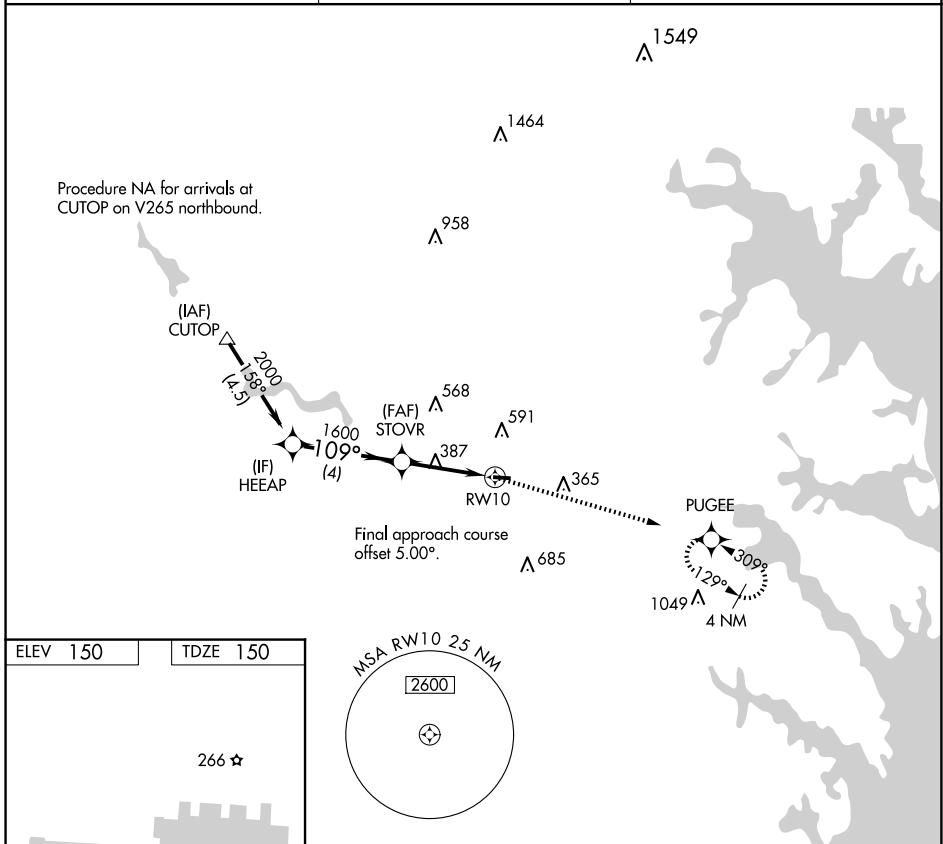 1549
1464
Procedure NA for arrivals at
CUTOP on V265 northbound.
958
(IAF)
CUTOP
2000
158°
(4.5)
568
(FAF)
STOVR
591
1600
109°
(4)
387
(IF)
HEEAP
365
RW10
PUGEE
Final approach course
offset 5.00°.
685
309°
129°
1049
4 NM
ELEV 150
TDZE 150
MSA RW10 25 NM
2600
266